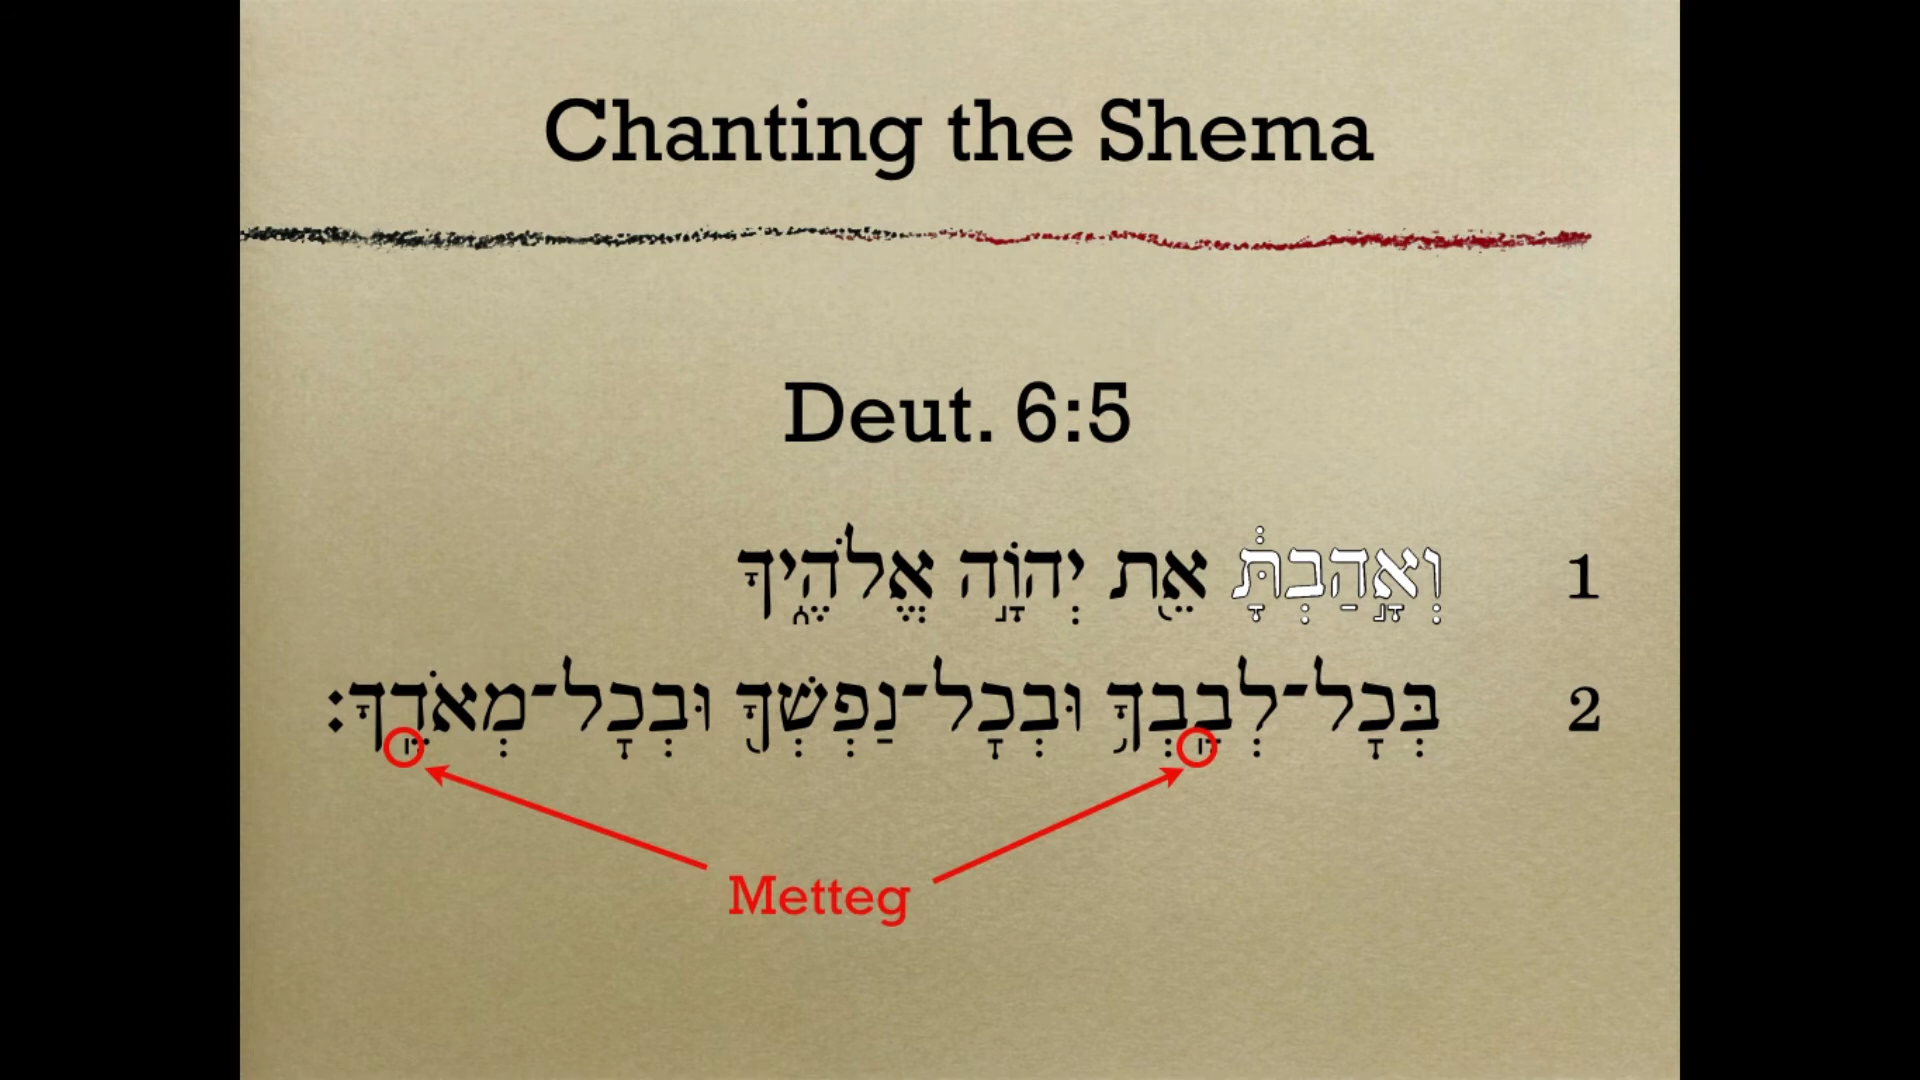 Chanting the Shema
Deut. 6:5
1 וְאָ֣הַבְתָּ֔ אֵ֖ת יְהוָ֣ה אֱלֹהֶ֑יךָ
2 בְּכָל־לְבָֽבְךָ֥ וּבְכָל־נַפְשְׁךָ֖ וּבְכָל־מְאֹדֶֽךָ׃
Metteg